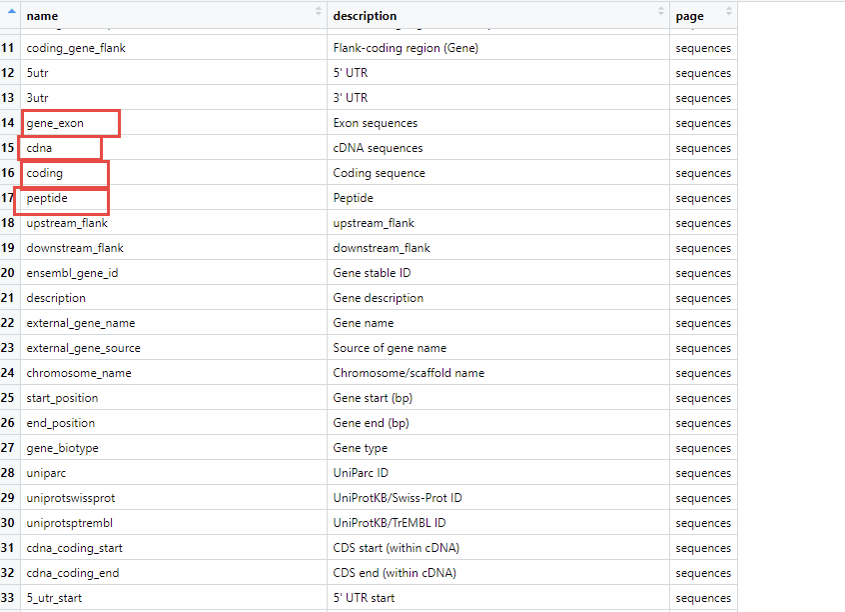 name description page
11 coding_gene_flank Flank-coding region (Gene) sequences
12 5utr 5' UTR sequences
13 3utr 3' UTR sequences
14 gene_exon Exon sequences sequences
15 cdna cDNA sequences sequences
16 coding Coding sequence sequences
17 peptide Peptide sequences
18 upstream_flank upstream_flank sequences
19 downstream_flank downstream_flank sequences
20 ensembl_gene_id Gene stable ID sequences
21 description Gene description sequences
22 external_gene_name Gene name sequences
23 external_gene_source Source of gene name sequences
24 chromosome_name Chromosome/scaffold name sequences
25 start_position Gene start (bp) sequences
26 end_position Gene end (bp) sequences
27 gene_biotype Gene type sequences
28 uniparc UniParc ID sequences
29 uniprotswissprot UniProtKB/Swiss-Prot ID sequences
30 uniprotsptrembl UniProtKB/TrEMBL ID sequences
31 cdna_coding_start CDS start (within cDNA) sequences
32 cdna_coding_end CDS end (within cDNA) sequences
33 5_utr_start 5' UTR start sequences